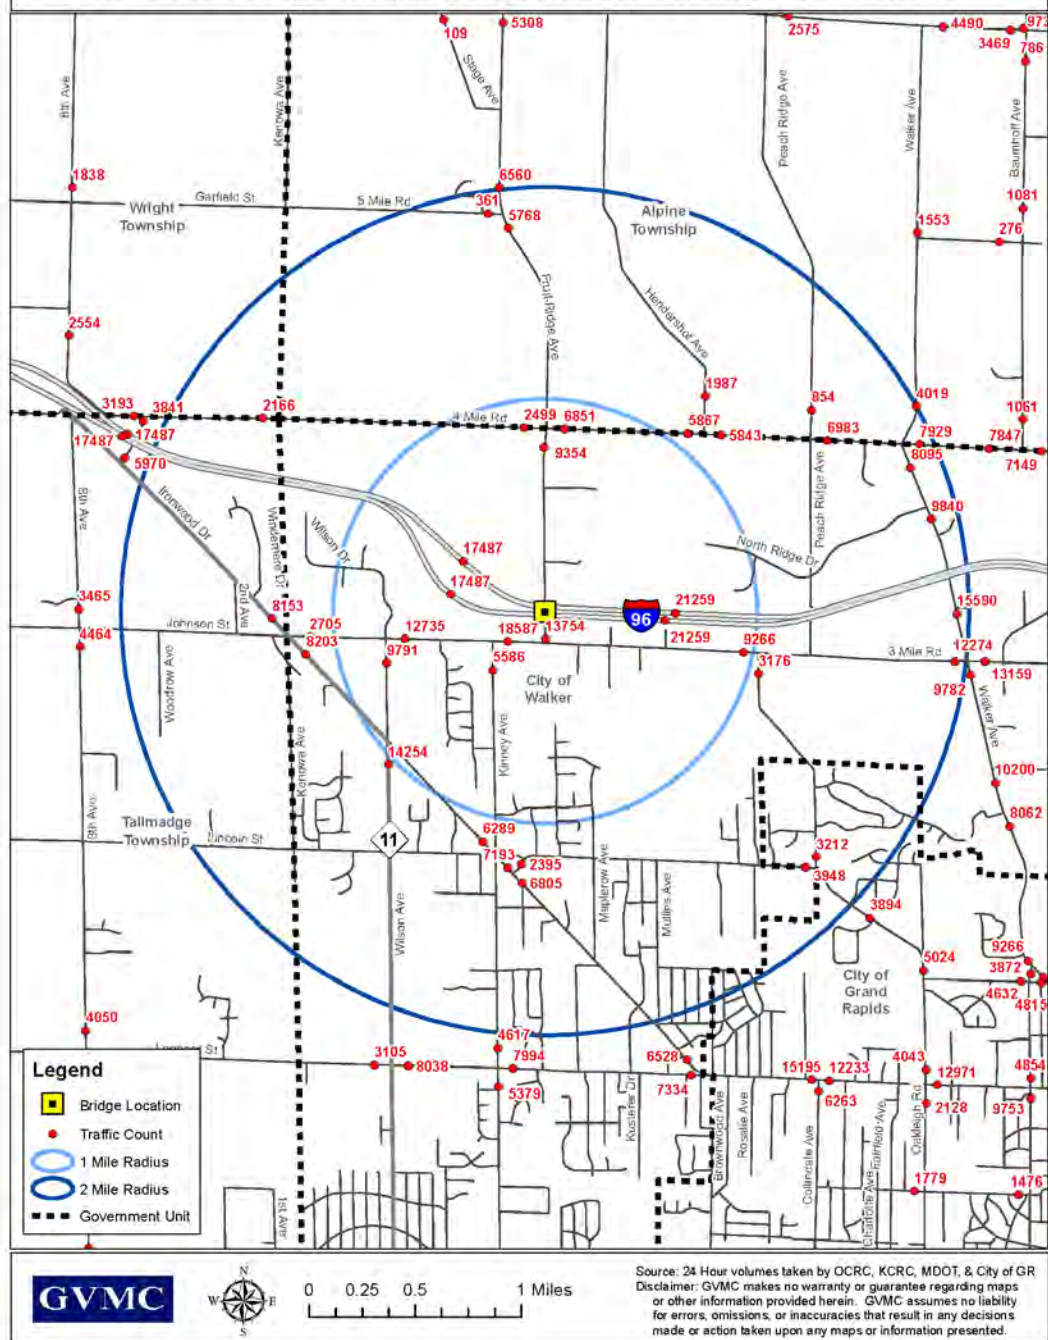 5308
109
2575
4490
973
3469
786
Stage Ave
8th Ave
Kenowa Ave
Peach Ridge Ave
Walker Ave
Baumhoff Ave
1838
6560
Garfield St
5 Mile Rd
361
5768
Wright
Township
Alpine
Township
1081
1553
276
Fruit Ridge Ave
Hendershot Ave
2554
1987
854
4019
1061
3193
3841
2166
4 Mile Rd
2499
6851
5867
5843
6983
7929
7847
7149
17487
17487
5970
9354
8095
8th Ave
Ironwood Dr
Windemere Dr
Wilson Dr
Peach Ridge Ave
9840
North Ridge Dr
17487
17487
2nd Ave
3465
8153
21259
15590
96
4464
Johnson St
2705
8203
12735
18587
13754
21259
9266
3 Mile Rd
12274
9791
5586
3176
13159
9782
City of
Walker
Woodrow Ave
Kenowa Ave
Kinney Ave
Walker Ave
14254
10200
8062
Tallmadge
Township
Lincoln St
8th Ave
11
6289
7193
2395
6805
3212
3948
Maplerow Ave
Mullins Ave
Wilson Ave
3894
5024
9266
3872
4632
4815
City of
Grand
Rapids
4050
4617
3105
8038
7994
5379
6528
7334
15195
12233
6263
4043
12971
2128
4854
9753
Kusterer Dr
Brownwood Ave
Rosalie Ave
Collindale Ave
Fairfield Ave
Oakleigh Rd
Charlotte Ave
1st Ave
1779
1476
Legend
Bridge Location
Traffic Count
1 Mile Radius
2 Mile Radius
Government Unit
GVMC
N
W
E
S
0 0.25 0.5 1 Miles
Source: 24 Hour volumes taken by OCRC, KCRC, MDOT, & City of GR
Disclaimer: GVMC makes no warranty or guarantee regarding maps
or other information provided herein. GVMC assumes no liability
for errors, omissions, or inaccuracies that result in any decisions
made or action taken upon any maps or information presented.